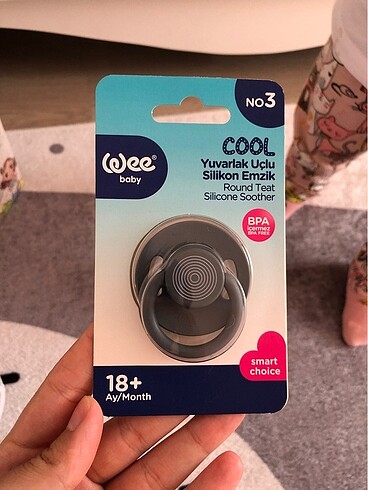 NO3
wee®
baby
COOL
Yuvarlak Uçlu
Silikon Emzik
Round Teat
Silicone Soother
BPA
içermez
BPA FREE
smart
choice
18+
Ay/Month